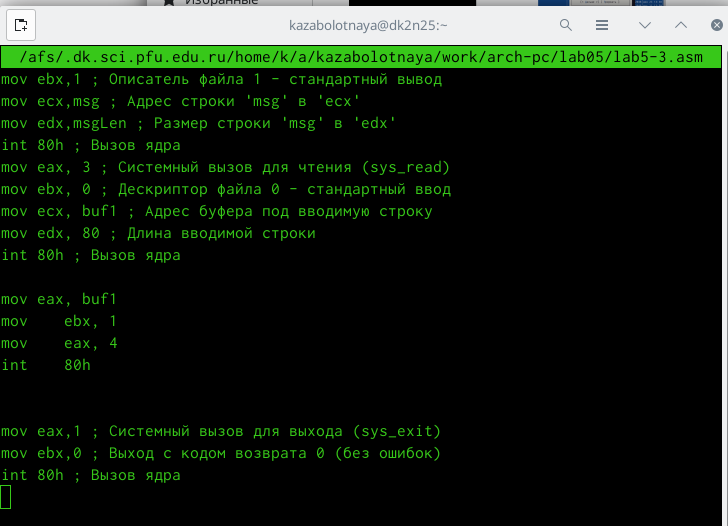 Избранные
kazabolotnaya@dk2n25:~
/afs/.dk.sci.pfu.edu.ru/home/k/a/kazabolotnaya/work/arch-pc/lab05/lab5-3.asm
mov ebx,1 ; Описатель файла 1 - стандартный вывод
mov ecx,msg ; Адрес строки 'msg' в 'ecx'
mov edx,msgLen ; Размер строки 'msg' в 'edx'
int 80h ; Вызов ядра
mov eax, 3 ; Системный вызов для чтения (sys_read)
mov ebx, 0 ; Дескриптор файла 0 - стандартный ввод
mov ecx, buf1 ; Адрес буфера под вводимую строку
mov edx, 80 ; Длина вводимой строки
int 80h ; Вызов ядра
mov eax, buf1
mov    ebx, 1
mov    eax, 4
int    80h
mov eax,1 ; Системный вызов для выхода (sys_exit)
mov ebx,0 ; Выход с кодом возврата 0 (без ошибок)
int 80h ; Вызов ядра